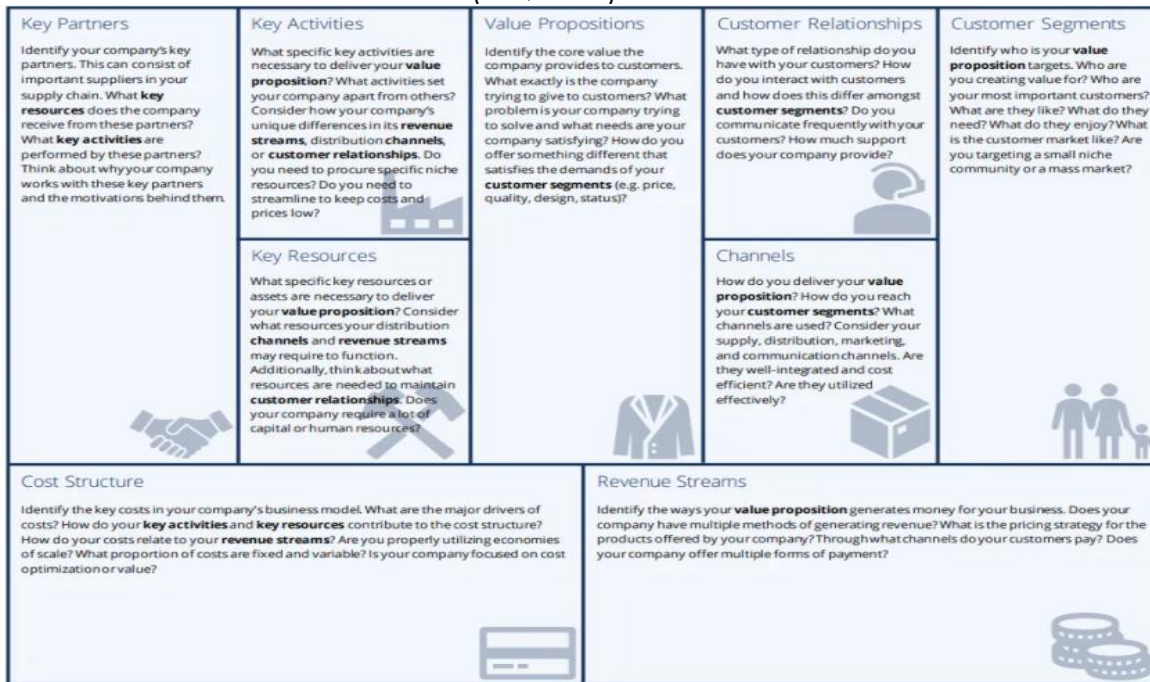 Key Partners
Identify your company's key
partners. This can consist of
important suppliers in your
supply chain. What key
resources does the company
receive from these partners?
What key activities are
performed by these partners?
Think about why your company
works with these key partners
and the motivations behind them.
Key Activities
What specific key activities are
necessary to deliver your value
proposition? What activities set
your company apart from others?
Consider how your company's
unique differences in its revenue
streams, distribution channels,
or customer relationships. Do
you need to procure specific niche
resources? Do you need to
streamline to keep costs and
prices low?
Key Resources
What specific key resources or
assets are necessary to deliver
your value proposition? Consider
what resources your distribution
channels and revenue streams
may require to function.
Additionally, think about what
resources are needed to maintain
customer relationships. Does
your company require a lot of
capital or human resources?
Value Propositions
Identify the core value the
company provides to customers.
What exactly is the company
trying to give to customers? What
problem is your company trying
to solve and what needs are your
company satisfying? How do you
offer something different that
satisfies the demands of your
customer segments (e.g. price,
quality, design, status)?
Customer Relationships
What type of relationship do you
have with your customers? How
do you interact with customers
and how does this differ amongst
customer segments? Do you
communicate frequently with your
customers? How much support
does your company provide?
Channels
How do you deliver your value
proposition? How do you reach
your customer segments? What
channels are used? Consider your
supply, distribution, marketing,
and communication channels. Are
they well-integrated and cost
efficient? Are they utilized
effectively?
Customer Segments
Identify who is your value
proposition targets. Who are
you creating value for? Who are
your most important customers?
What are they like? What do they
need? What do they enjoy? What
is the customer market like? Are
you targeting a small niche
community or a mass market?
Cost Structure
Identify the key costs in your company's business model. What are the major drivers of
costs? How do your key activities and key resources contribute to the cost structure?
How do your costs relate to your revenue streams? Are you properly utilizing economies
of scale? What proportion of costs are fixed and variable? Is your company focused on cost
optimization or value?
Revenue Streams
Identify the ways your value proposition generates money for your business. Does your
company have multiple methods of generating revenue? What is the pricing strategy for the
products offered by your company? Through what channels do your customers pay? Does
your company offer multiple forms of payment?